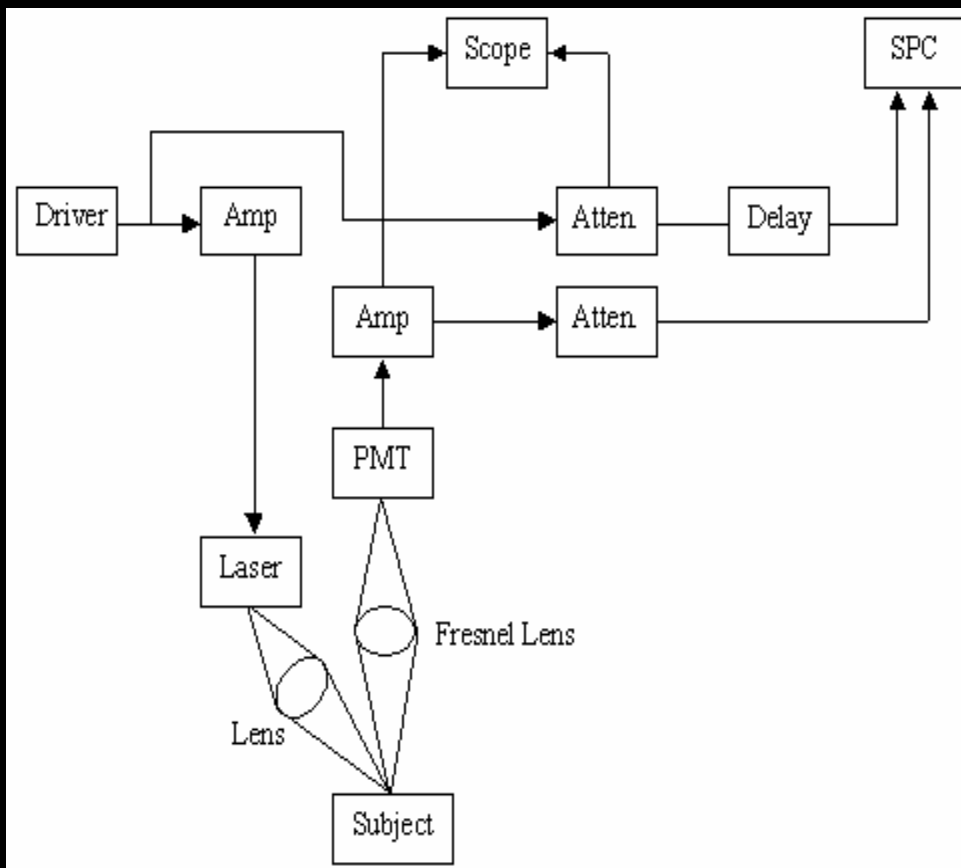 Scope
SPC
Driver
Amp
Atten.
Delay
Amp
Atten.
PMT
Laser
Fresnel Lens
Lens
Subject